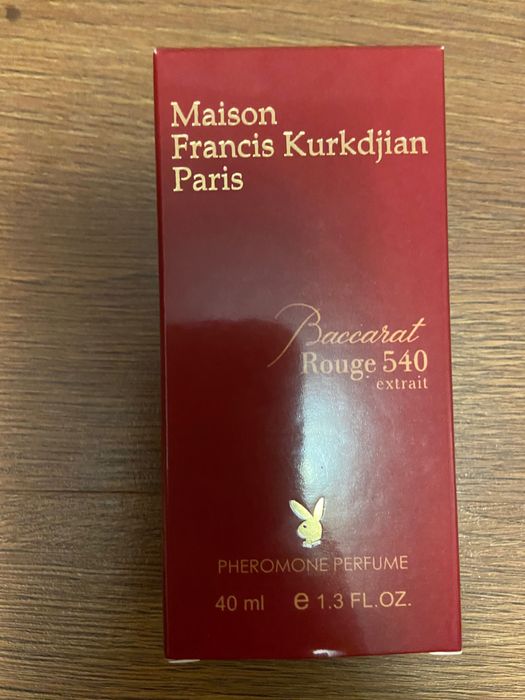 Maison
Francis Kurkdjian
Paris
Baccarat
Rouge 540
extrait
PHEROMONE PERFUME
40 ml e 1.3 FL.OZ.